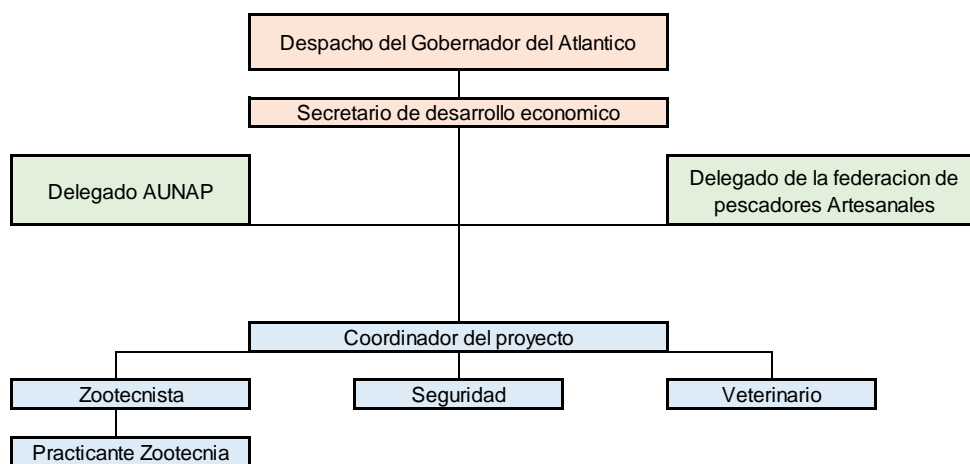 Despacho del Gobernador del Atlantico
Secretario de desarrollo economico
Delegado AUNAP
Delegado de la federacion de
pescadores Artesanales
Coordinador del proyecto
Zootecnista
Seguridad
Veterinario
Practicante Zootecnia